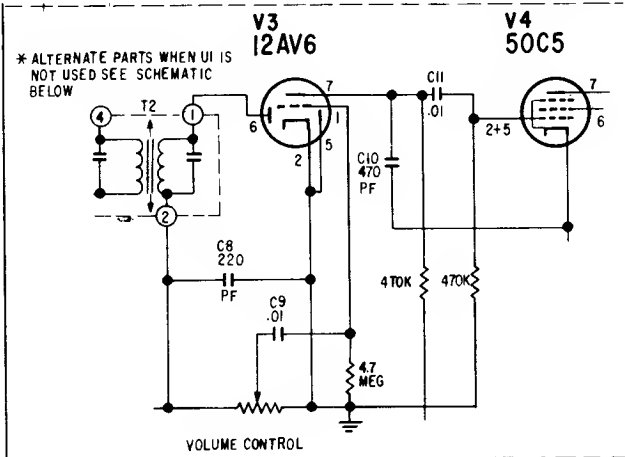 V3
12AV6
V4
50C5
* ALTERNATE PARTS WHEN U1 IS
NOT USED SEE SCHEMATIC
BELOW
T2
4
1
2
6
7
1
5
2
C11
.01
2+5
7
6
C10
470
PF
C8
220
PF
C9
.01
470K
470K
4.7
MEG
VOLUME CONTROL